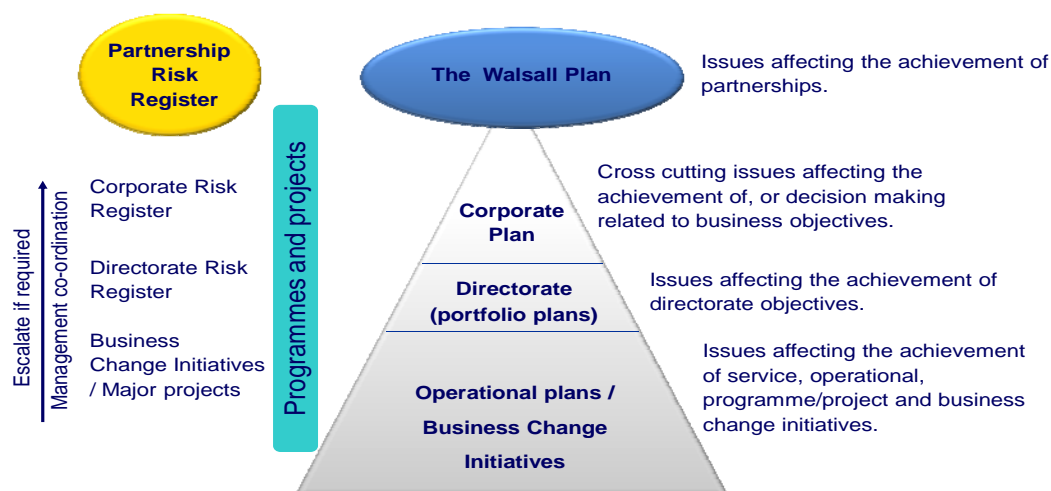 Partnership
Risk
Register
The Walsall Plan
Issues affecting the achievement of
partnerships.
Escalate if required
Management co-ordination
Corporate Risk
Register
Directorate Risk
Register
Business
Change Initiatives
/ Major projects
Programmes and projects
Corporate
Plan
Directorate
(portfolio plans)
Operational plans /
Business Change
Initiatives
Cross cutting issues affecting the
achievement of, or decision making
related to business objectives.
Issues affecting the achievement of
directorate objectives.
Issues affecting the achievement
of service, operational,
programme/project and business
change initiatives.